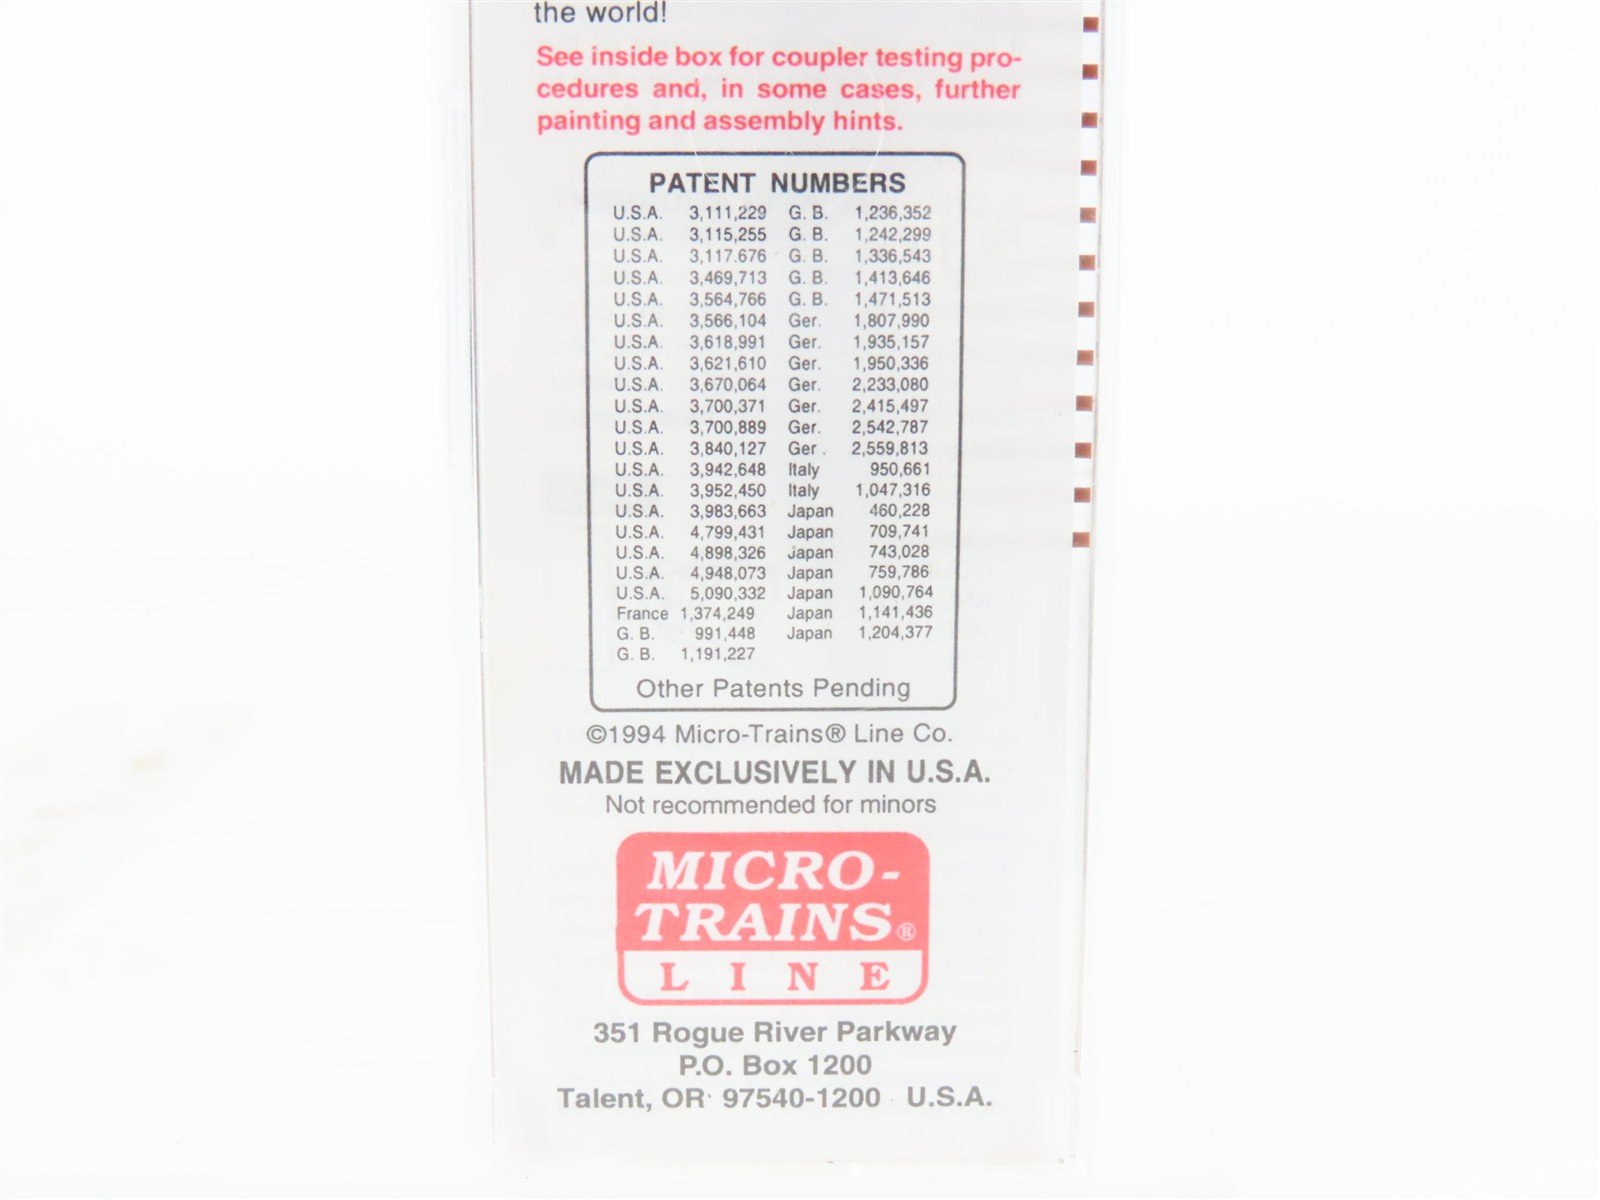 the world!
See inside box for coupler testing pro-
cedures and, in some cases, further
painting and assembly hints.
PATENT NUMBERS
U.S.A. 3,111,229 G. B. 1,236,352
U.S.A. 3,115,255 G. B. 1,242,299
U.S.A. 3,117.676 G. B. 1,336,543
U.S.A. 3,469,713 G. B. 1,413,646
U.S.A. 3,564,766 G. B. 1,471,513
U.S.A. 3,566,104 Ger. 1,807,990
U.S.A. 3,618,991 Ger. 1,935,157
U.S.A. 3,621,610 Ger. 1,950,336
U.S.A. 3,670,064 Ger. 2,233,080
U.S.A. 3,700,371 Ger. 2,415,497
U.S.A. 3,700,889 Ger. 2,542,787
U.S.A. 3,840,127 Ger . 2,559,813
U.S.A. 3,942,648 Italy 950,661
U.S.A. 3,952,450 Italy 1,047,316
U.S.A. 3,983,663 Japan 460,228
U.S.A. 4,799,431 Japan 709,741
U.S.A. 4,898,326 Japan 743,028
U.S.A. 4,948,073 Japan 759,786
U.S.A. 5,090,332 Japan 1,090,764
France 1,374,249 Japan 1,141,436
G. B. 991,448 Japan 1,204,377
G. B. 1,191,227
Other Patents Pending
©1994 Micro-Trains® Line Co.
MADE EXCLUSIVELY IN U.S.A.
Not recommended for minors
MICRO-
TRAINS®
LINE
351 Rogue River Parkway
P.O. Box 1200
Talent, OR 97540-1200 U.S.A.